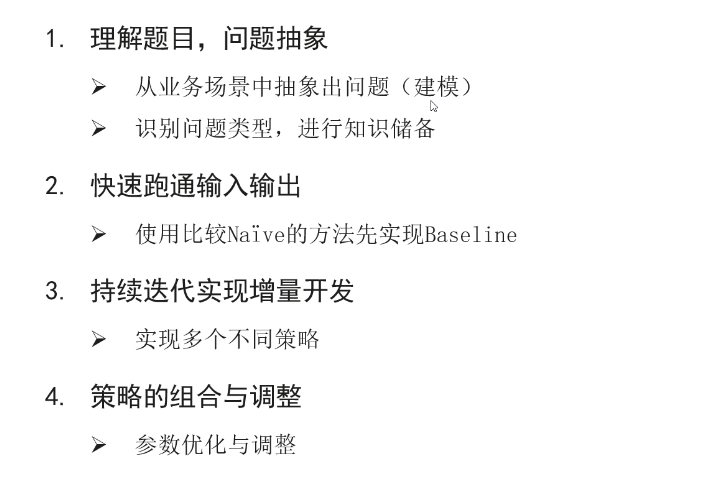 1. 理解题目，问题抽象
➢ 从业务场景中抽象出问题（建模）
➢ 识别问题类型，进行知识储备
2. 快速跑通输入输出
➢ 使用比较Naïve的方法先实现Baseline
3. 持续迭代实现增量开发
➢ 实现多个不同策略
4. 策略的组合与调整
➢ 参数优化与调整